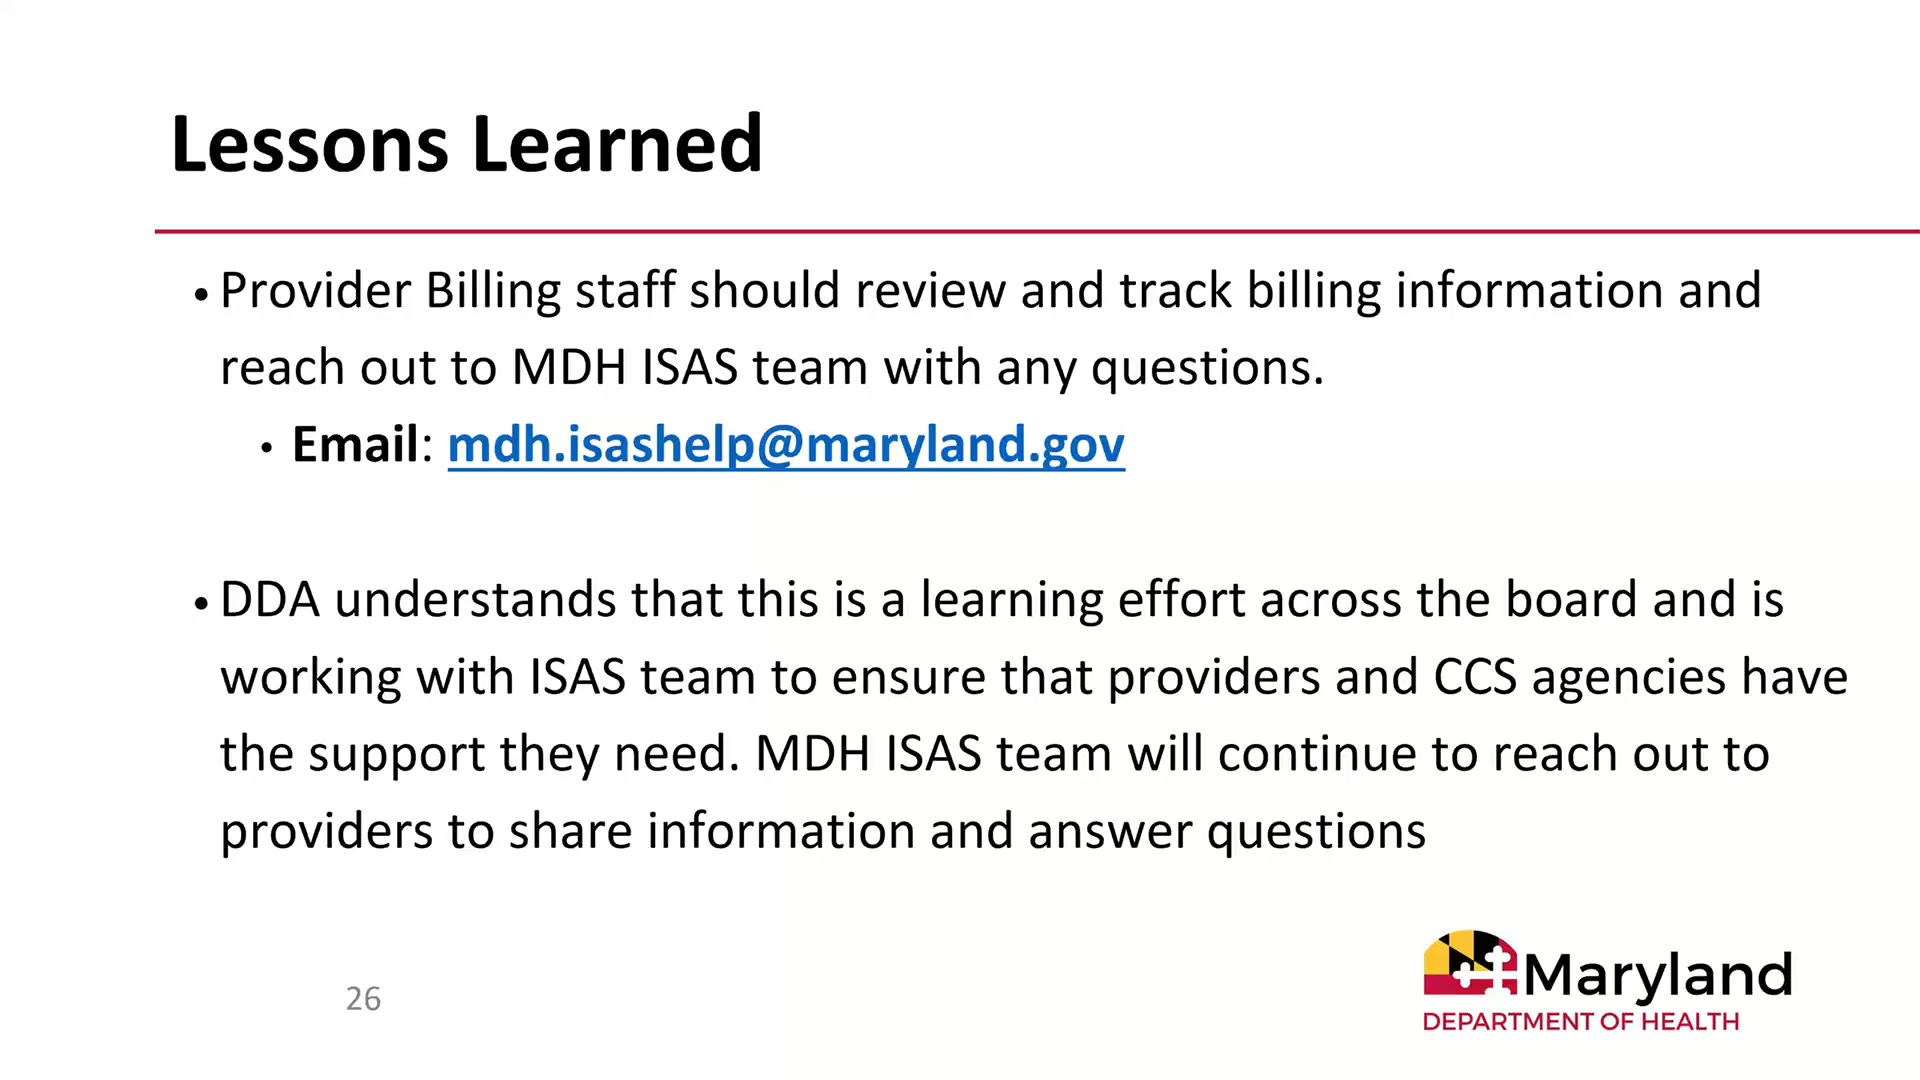 Lessons Learned
• Provider Billing staff should review and track billing information and
reach out to MDH ISAS team with any questions.
• Email: mdh.isashelp@maryland.gov
• DDA understands that this is a learning effort across the board and is
working with ISAS team to ensure that providers and CCS agencies have
the support they need. MDH ISAS team will continue to reach out to
providers to share information and answer questions
26
Maryland
DEPARTMENT OF HEALTH